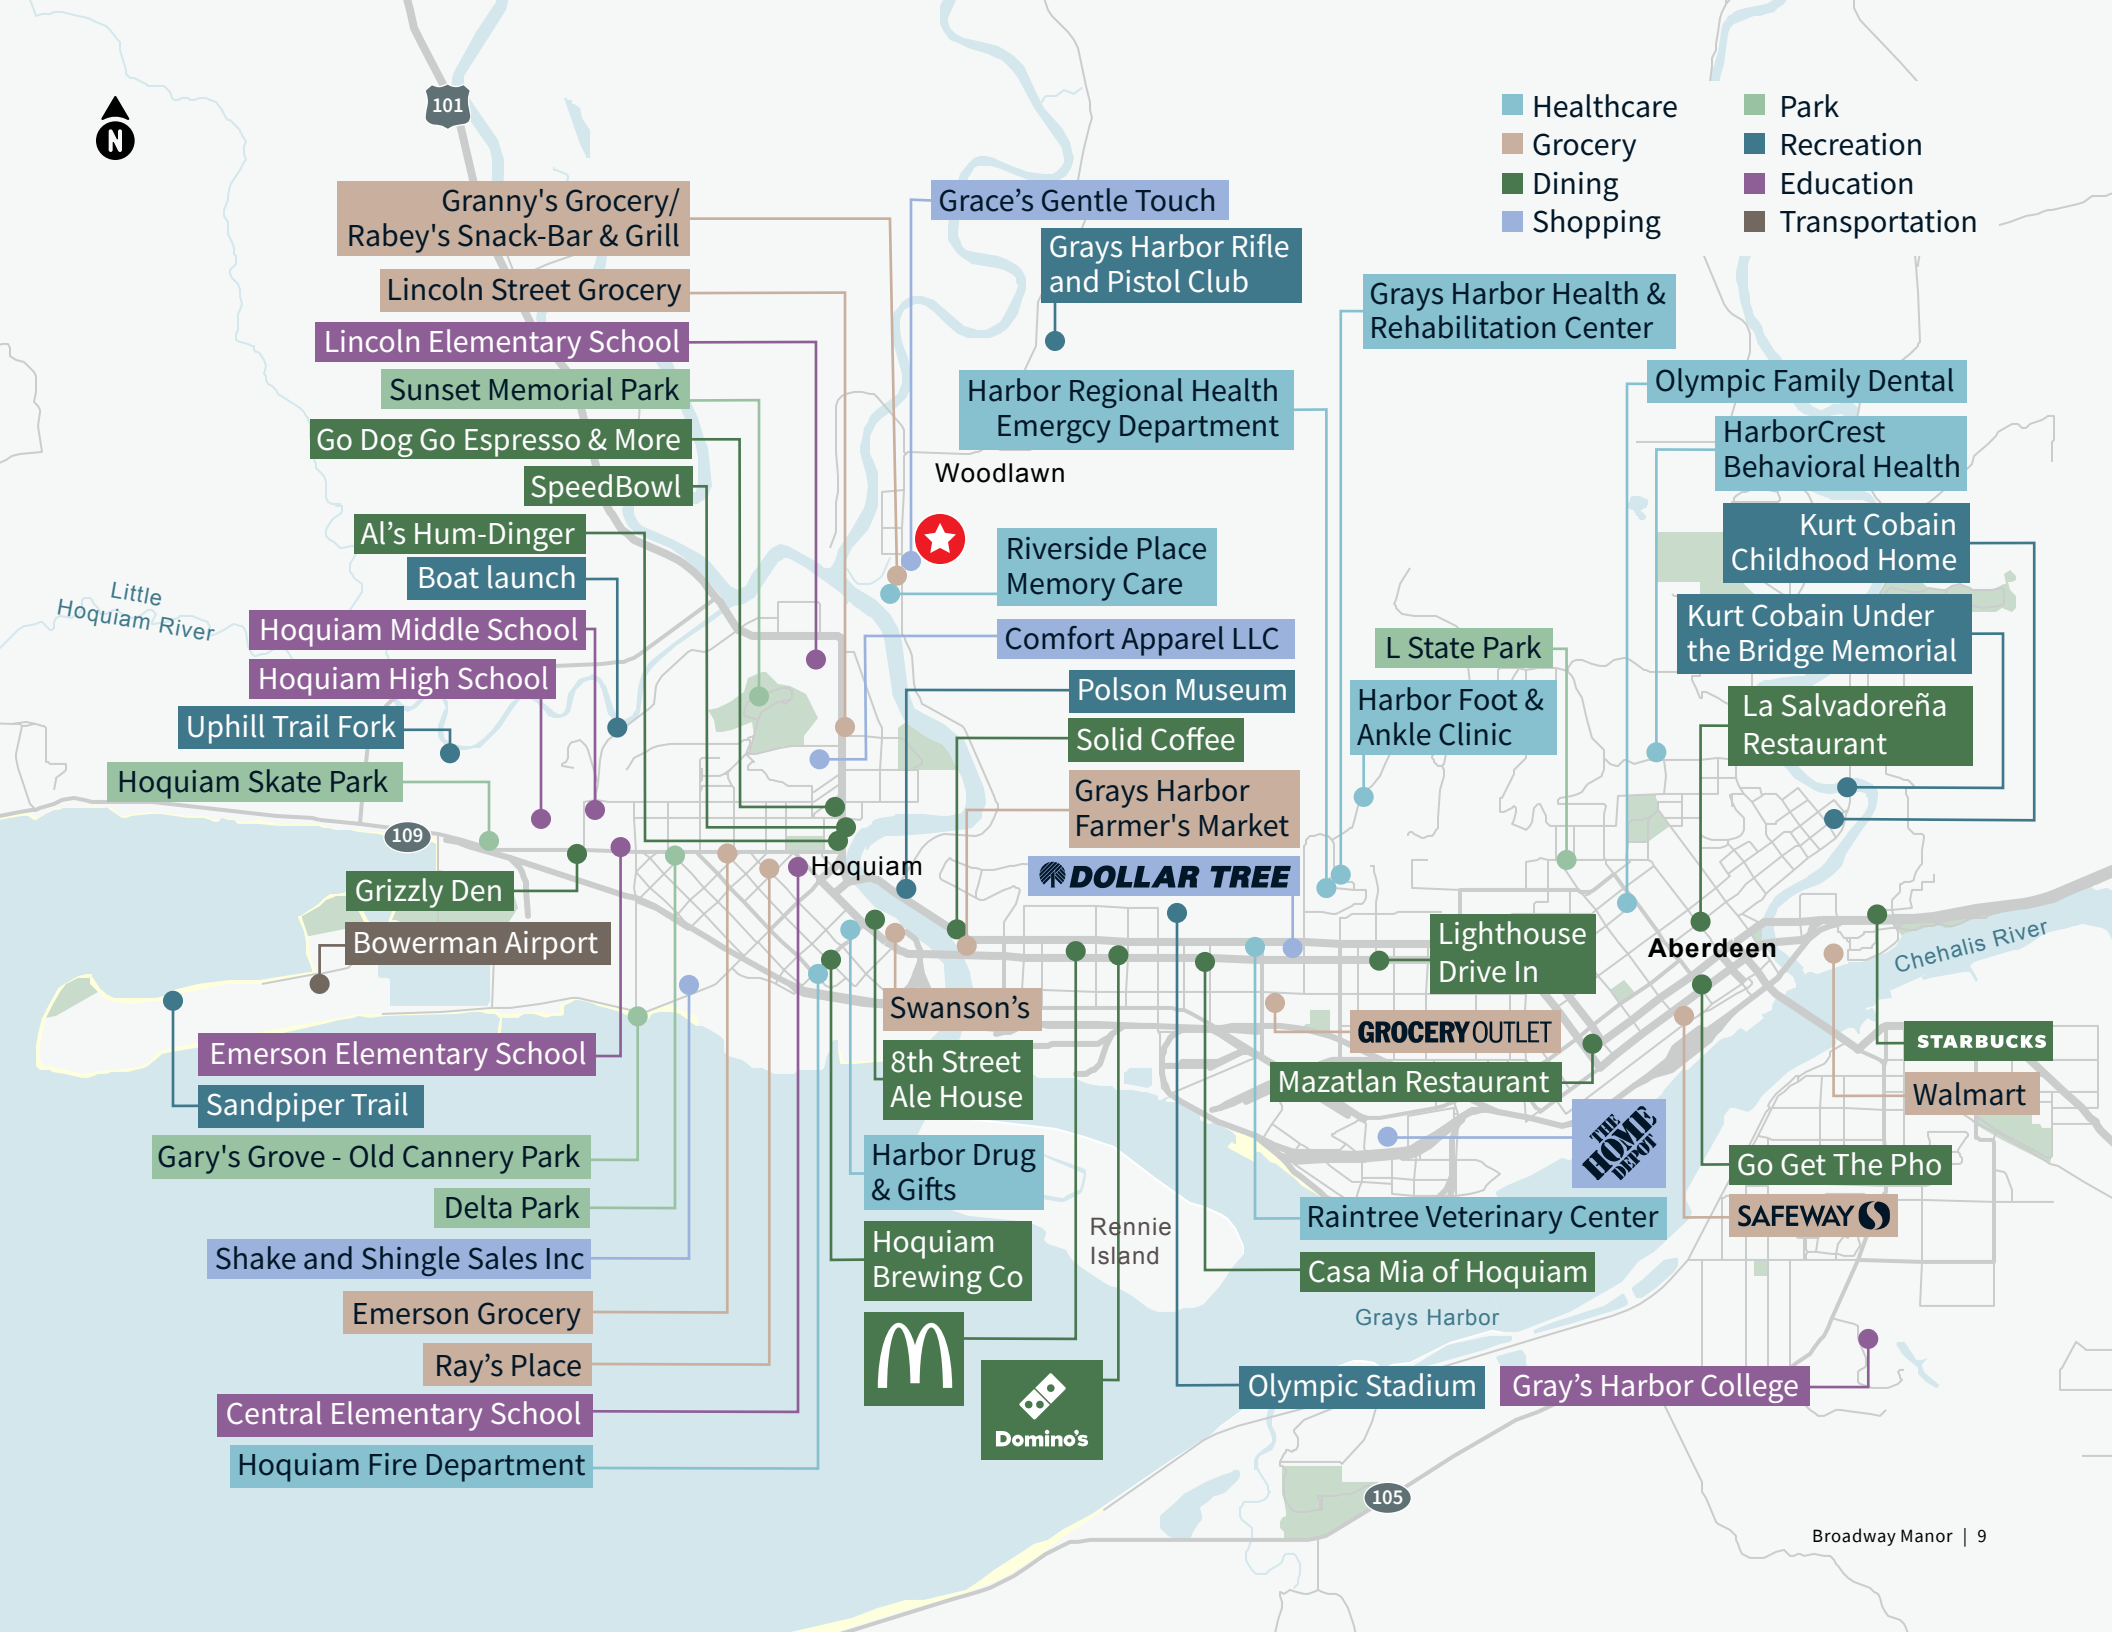 101
N
Healthcare
Grocery
Dining
Shopping
Park
Recreation
Education
Transportation
Granny's Grocery/
Rabey's Snack-Bar & Grill
Lincoln Street Grocery
Lincoln Elementary School
Sunset Memorial Park
Go Dog Go Espresso & More
SpeedBowl
Al's Hum-Dinger
Boat launch
Hoquiam Middle School
Hoquiam High School
Uphill Trail Fork
Hoquiam Skate Park
Little
Hoquiam River
109
Grizzly Den
Bowerman Airport
Emerson Elementary School
Sandpiper Trail
Gary's Grove - Old Cannery Park
Delta Park
Shake and Shingle Sales Inc
Emerson Grocery
Ray's Place
Central Elementary School
Hoquiam Fire Department
Grace's Gentle Touch
Grays Harbor Rifle
and Pistol Club
Grays Harbor Health &
Rehabilitation Center
Harbor Regional Health
Emergcy Department
Woodlawn
Riverside Place
Memory Care
Comfort Apparel LLC
Polson Museum
Solid Coffee
Grays Harbor
Farmer's Market
DOLLAR TREE
Hoquiam
Swanson's
8th Street
Ale House
Harbor Drug
& Gifts
Hoquiam
Brewing Co
M
Domino's
Rennie
Island
Olympic Family Dental
HarborCrest
Behavioral Health
Kurt Cobain
Childhood Home
Kurt Cobain Under
the Bridge Memorial
L State Park
Harbor Foot &
Ankle Clinic
La Salvadoreña
Restaurant
Lighthouse
Drive In
Aberdeen
Chehalis River
GROCERY OUTLET
Mazatlan Restaurant
STARBUCKS
Walmart
THE
HOME
DEPOT
Go Get The Pho
Raintree Veterinary Center
SAFEWAY
Casa Mia of Hoquiam
Grays Harbor
Olympic Stadium
Gray's Harbor College
105
Broadway Manor | 9